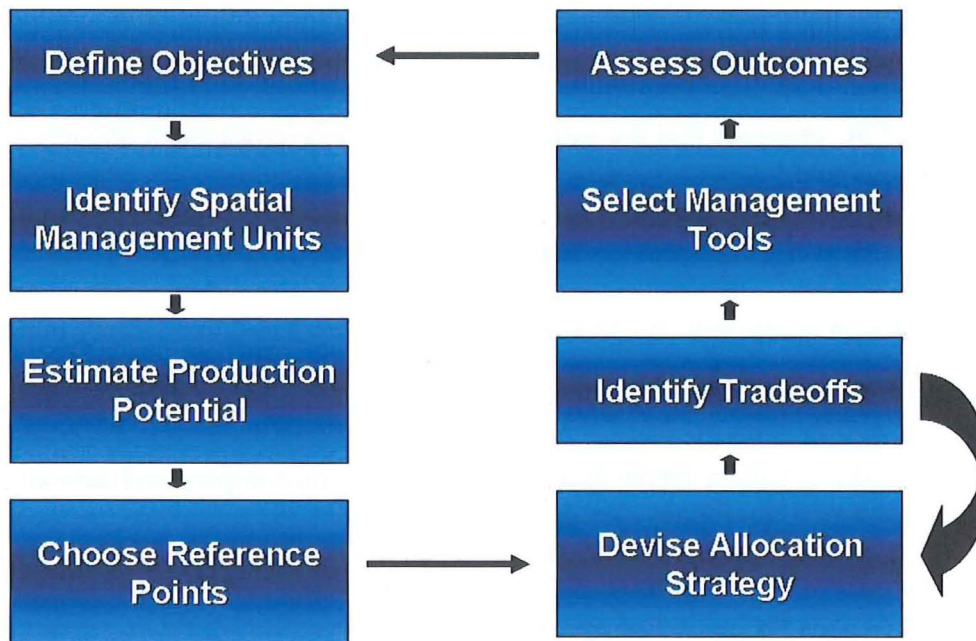 Define Objectives
Identify Spatial
Management Units
Estimate Production
Potential
Choose Reference
Points
Devise Allocation
Strategy
Identify Tradeoffs
Select Management
Tools
Assess Outcomes